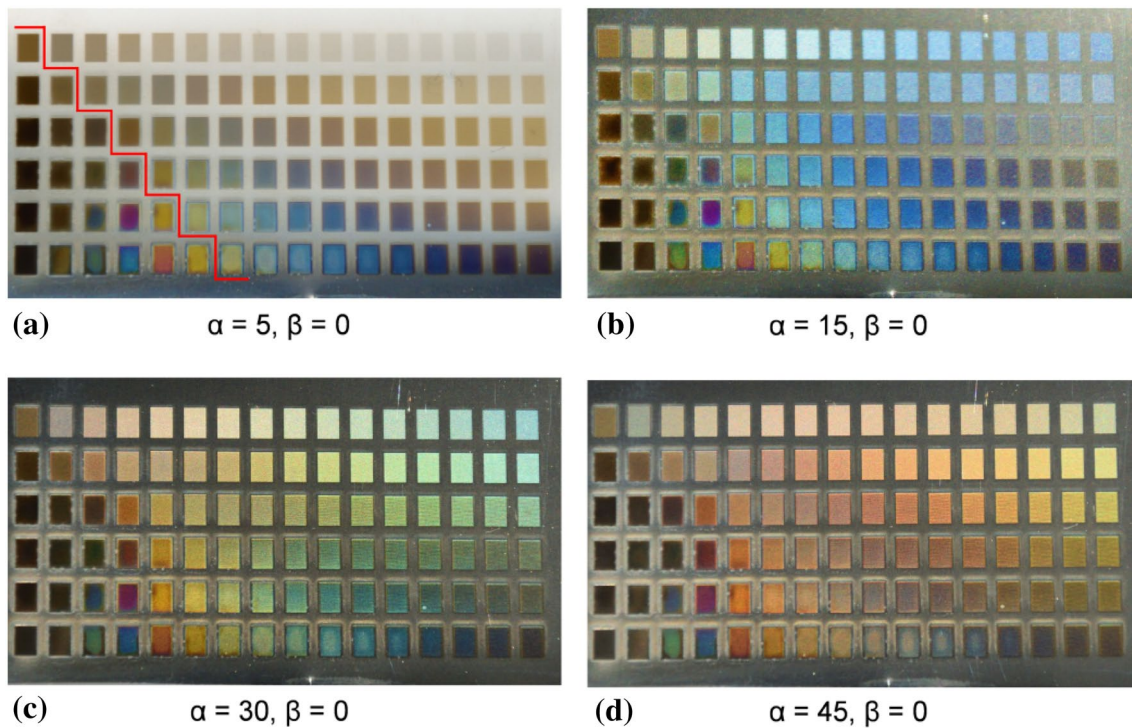 (a) α = 5, β = 0
(b) α = 15, β = 0
(c) α = 30, β = 0
(d) α = 45, β = 0